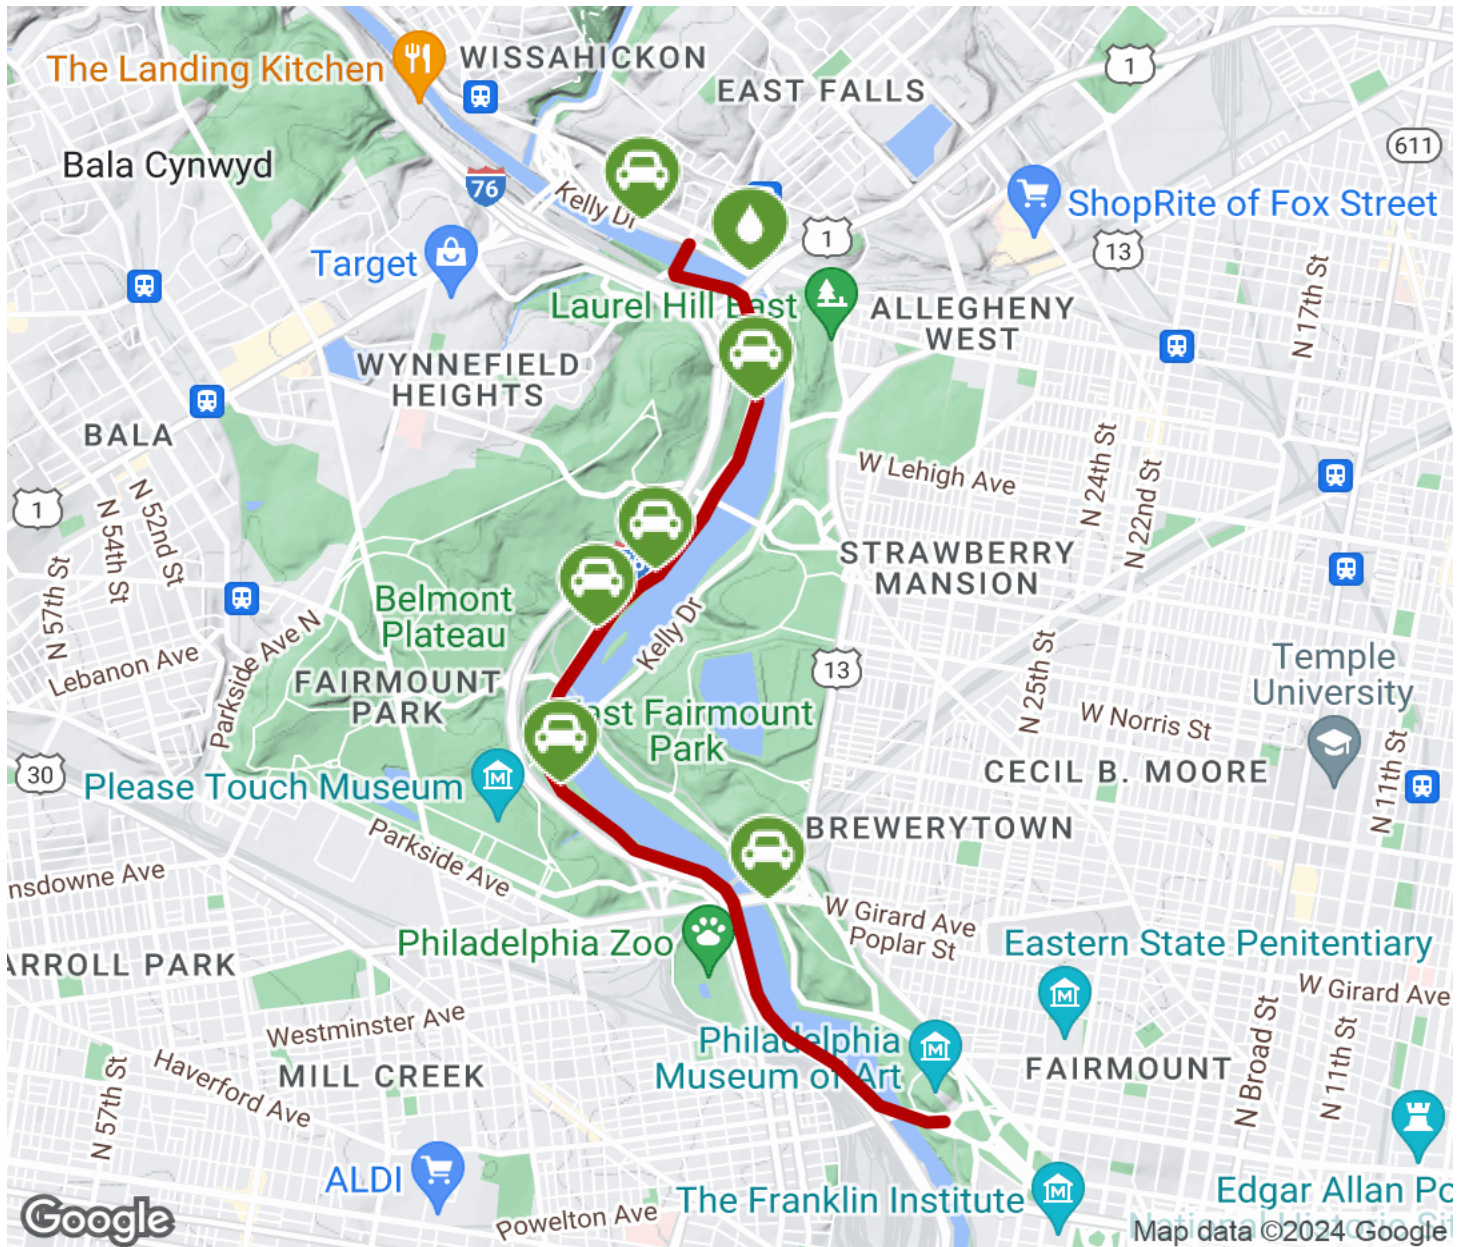 The Landing Kitchen
WISSAHICKON
EAST FALLS
1
611
Bala Cynwyd
76
Kelly Dr
ShopRite of Fox Street
1
13
Target
Laurel Hill East
ALLEGHENY
WEST
N 17th St
WYNNEFIELD
HEIGHTS
BALA
W Lehigh Ave
N 24th St
N 22nd St
1
N 52nd St
N 54th St
N 57th St
STRAWBERRY
MANSION
Belmont
Plateau
Kelly Dr
Lebanon Ave
Parkside Ave N
FAIRMOUNT
PARK
13
Temple
University
N 25th St
W Norris St
East Fairmount
Park
30
Please Touch Museum
CECIL B. MOORE
N 11th St
BREWERYTOWN
Parkside Ave
nsdowne Ave
W Girard Ave
Poplar St
Philadelphia Zoo
Eastern State Penitentiary
ARROLL PARK
W Girard Ave
Westminster Ave
Philadelphia
Museum of Art
N Broad St
N 11th St
FAIRMOUNT
MILL CREEK
Haverford Ave
N 57th St
ALDI
The Franklin Institute
Edgar Allan Po
National Historic Sit
Powelton Ave
Google
Map data ©2024 Google